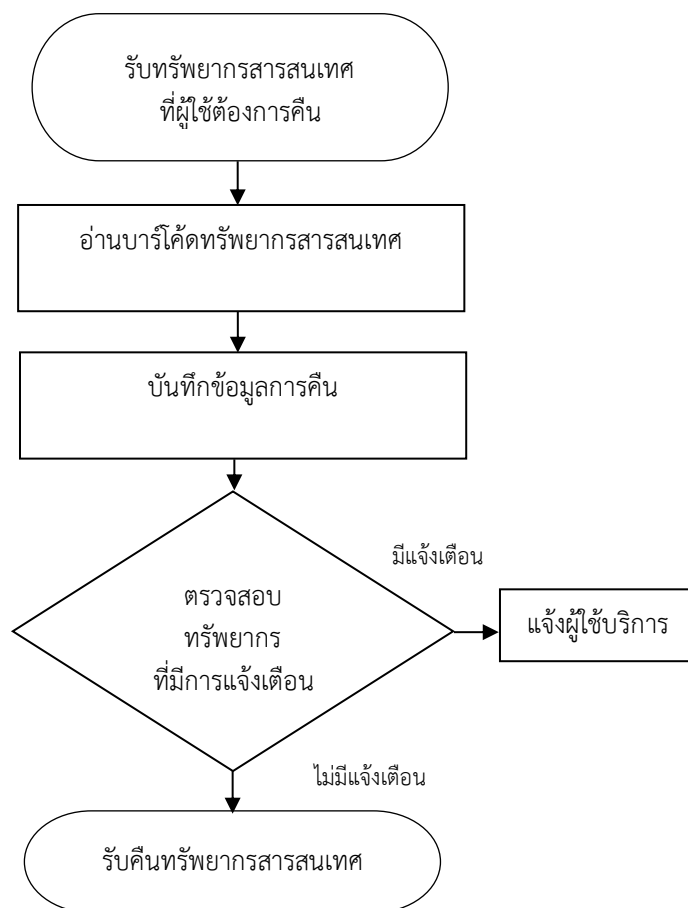 รับทรัพยากรสารสนเทศ
ที่ผู้ใช้ต้องการคืน
อ่านบาร์โค้ดทรัพยากรสารสนเทศ
บันทึกข้อมูลการคืน
มีแจ้งเตือน
ตรวจสอบ
ทรัพยากร
ที่มีการแจ้งเตือน
แจ้งผู้ใช้บริการ
ไม่มีแจ้งเตือน
รับคืนทรัพยากรสารสนเทศ